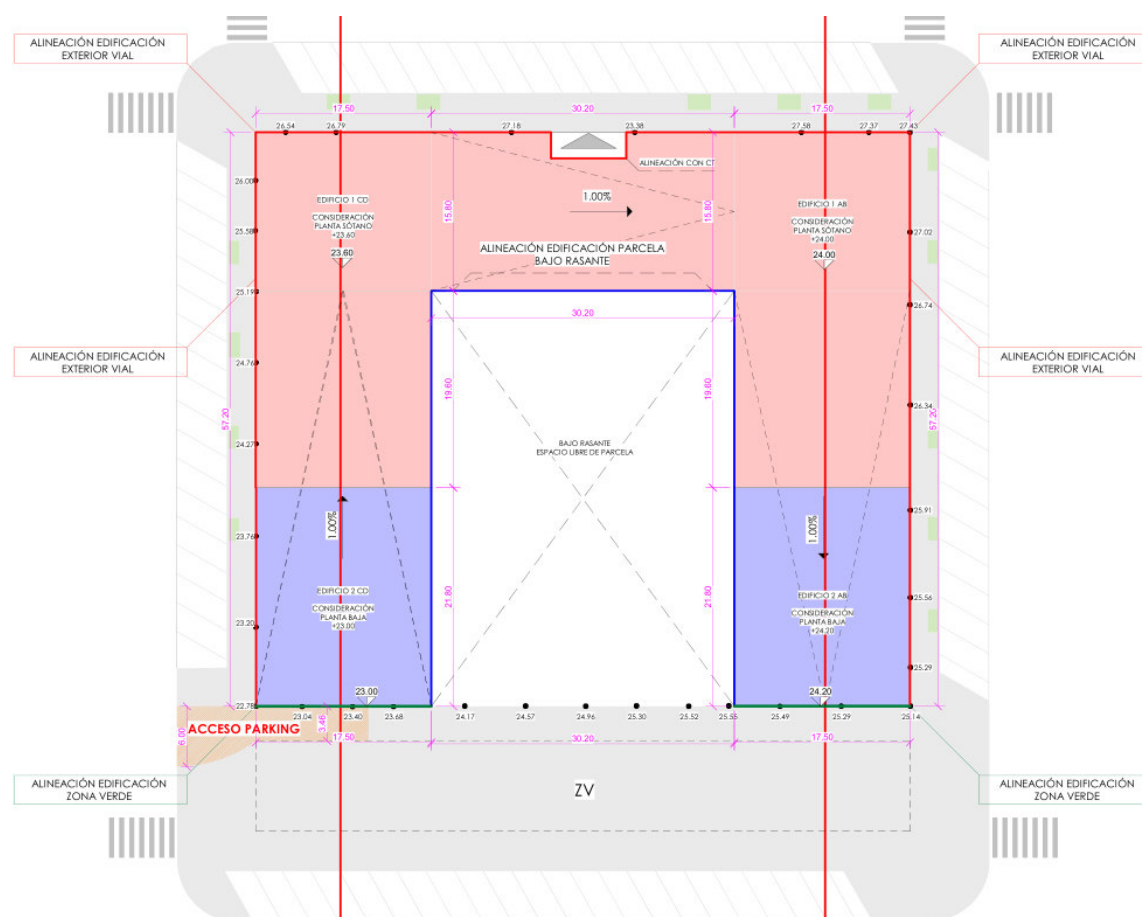 ALINEACIÓN EDIFICACIÓN
EXTERIOR VIAL
ALINEACIÓN EDIFICACIÓN
EXTERIOR VIAL
17.50
30.20
17.50
26.54
26.79
27.18
23.38
27.58
27.37
27.43
ALINEACIÓN CON CT
26.00
1.00%
EDIFICIO 1 CD
CONSIDERACIÓN
PLANTA SÓTANO
+23.60
23.60
15.80
15.80
EDIFICIO 1 AB
CONSIDERACIÓN
PLANTA SÓTANO
+24.00
24.00
25.58
27.02
ALINEACIÓN EDIFICACIÓN PARCELA
BAJO RASANTE
25.19
26.74
30.20
ALINEACIÓN EDIFICACIÓN
EXTERIOR VIAL
ALINEACIÓN EDIFICACIÓN
EXTERIOR VIAL
24.76
19.60
19.60
26.34
57.20
57.20
24.27
BAJO RASANTE
ESPACIO LIBRE DE PARCELA
1.00%
1.00%
25.91
23.76
EDIFICIO 2 CD
CONSIDERACIÓN
PLANTA BAJA
+23.00
21.80
21.80
EDIFICIO 2 AB
CONSIDERACIÓN
PLANTA BAJA
+24.20
25.56
23.20
25.29
23.00
24.20
22.78
23.04
23.40
23.68
24.17
24.57
24.96
25.30
25.52
25.55
25.49
25.29
25.14
ACCESO PARKING
3.46
6.00
17.50
30.20
17.50
ALINEACIÓN EDIFICACIÓN
ZONA VERDE
ZV
ALINEACIÓN EDIFICACIÓN
ZONA VERDE